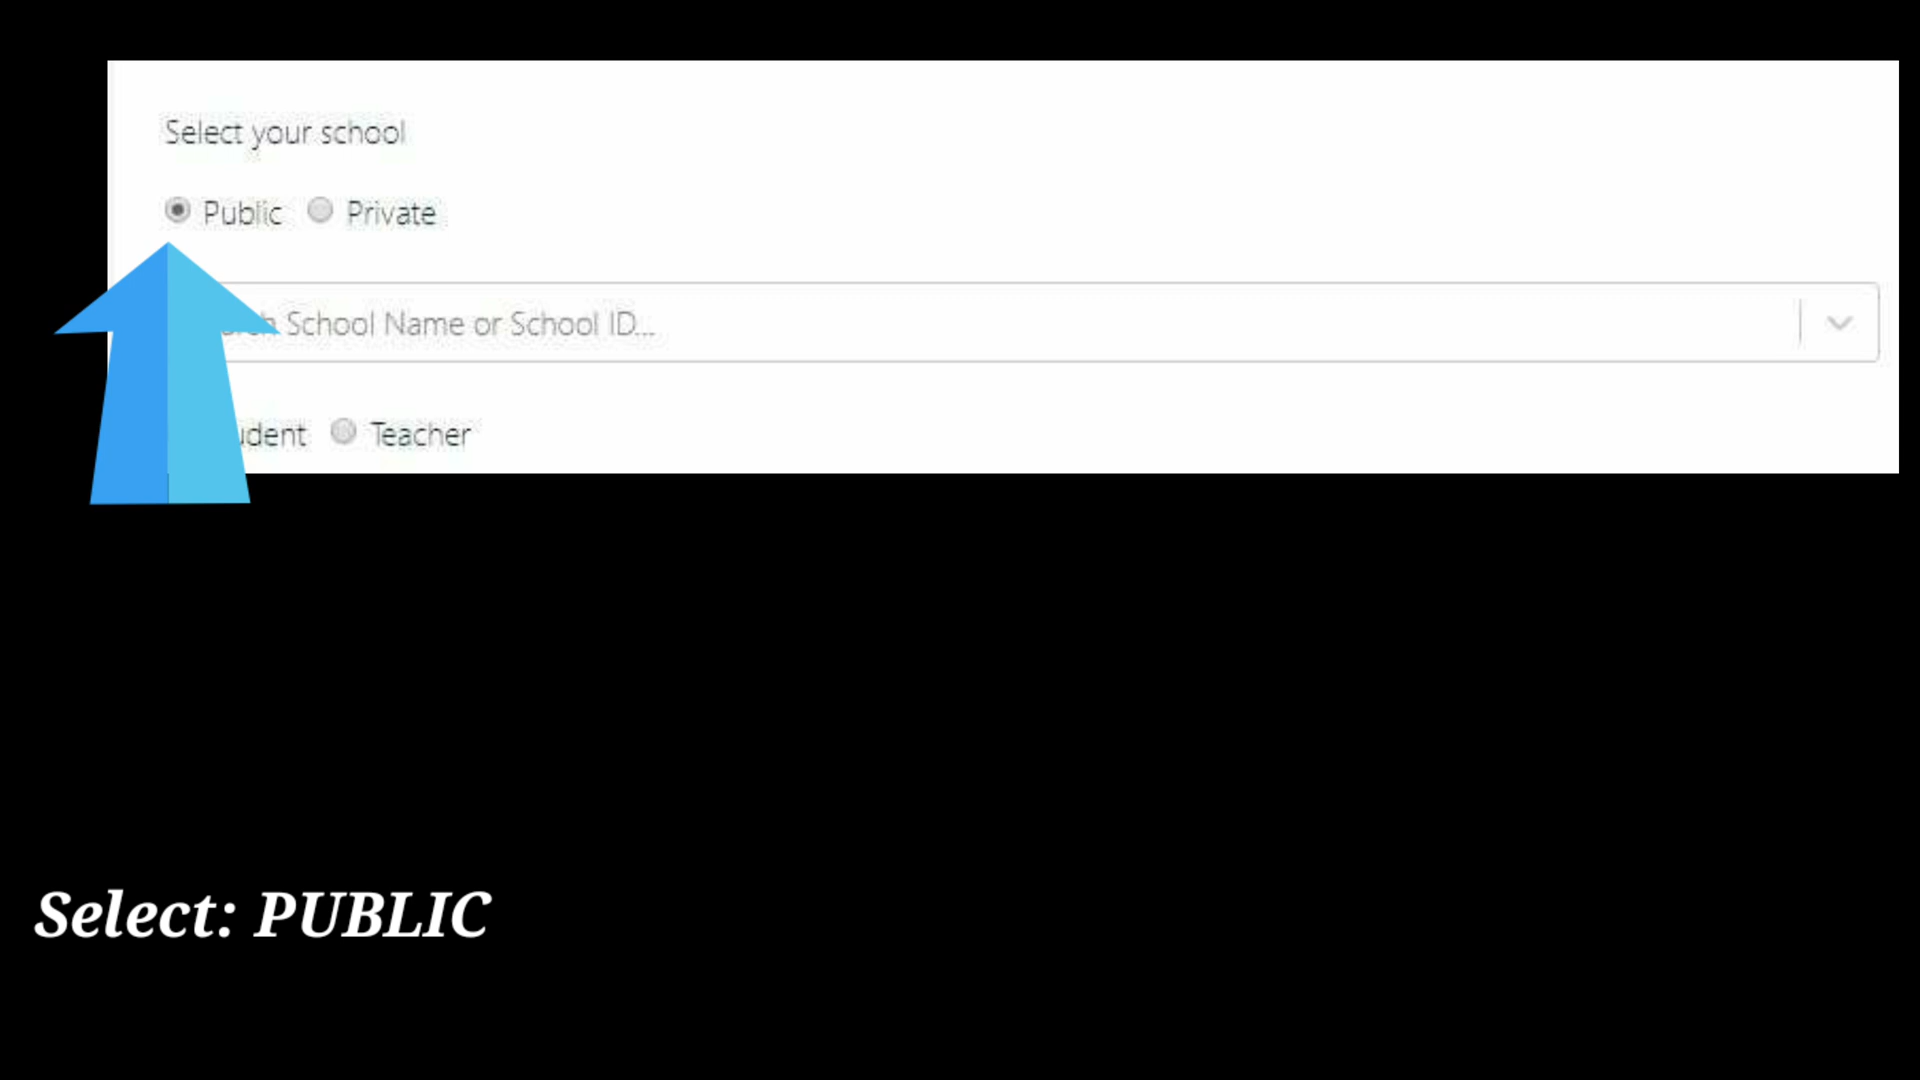 Select your school
Public Private
School Name or School ID...
Teacher
Select: PUBLIC